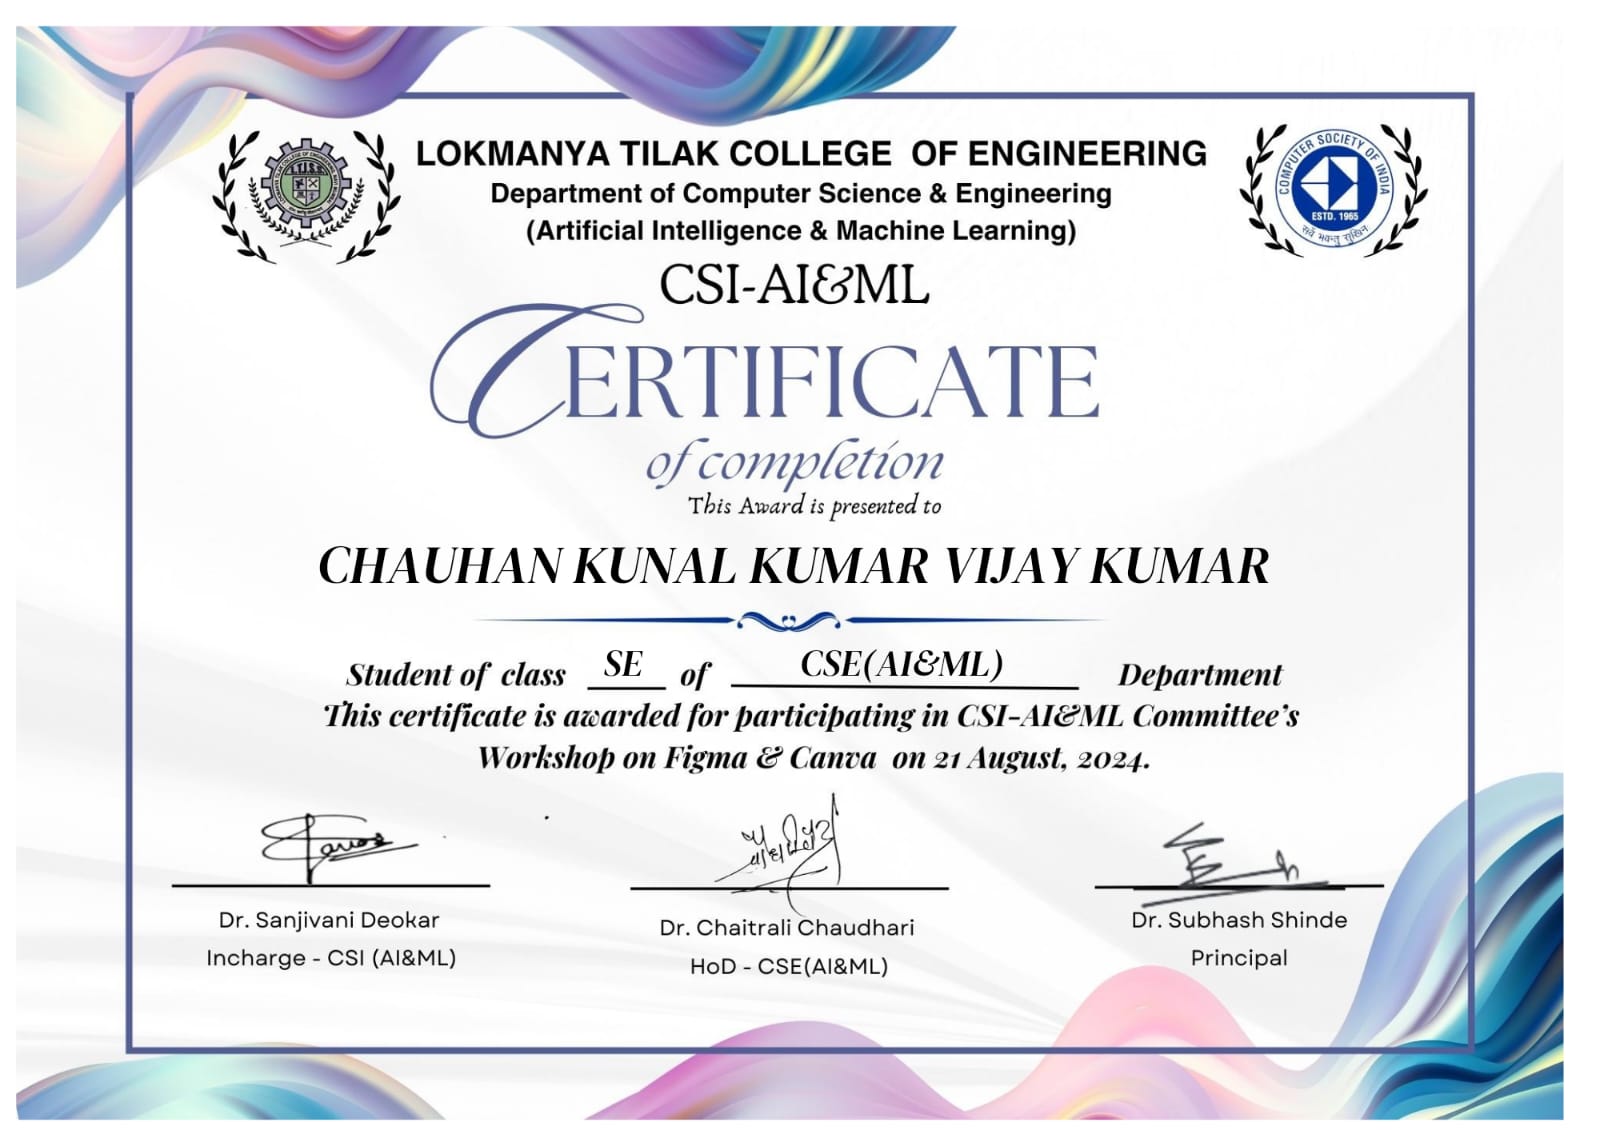 LOKMANYA TILAK COLLEGE OF ENGINEERING
Department of Computer Science & Engineering
(Artificial Intelligence & Machine Learning)
COMPUTER SOCIETY OF INDIA
ESTD. 1965
CSI-AI&ML
CERTIFICATE
of completion
This Award is presented to
CHAUHAN KUNAL KUMAR VIJAY KUMAR
Student of class SE of CSE(AI&ML) Department
This certificate is awarded for participating in CSI-AI&ML Committee's
Workshop on Figma & Canva on 21 August, 2024.
Dr. Sanjivani Deokar
Incharge - CSI (AI&ML)
Dr. Chaitrali Chaudhari
HoD - CSE(AI&ML)
Dr. Subhash Shinde
Principal